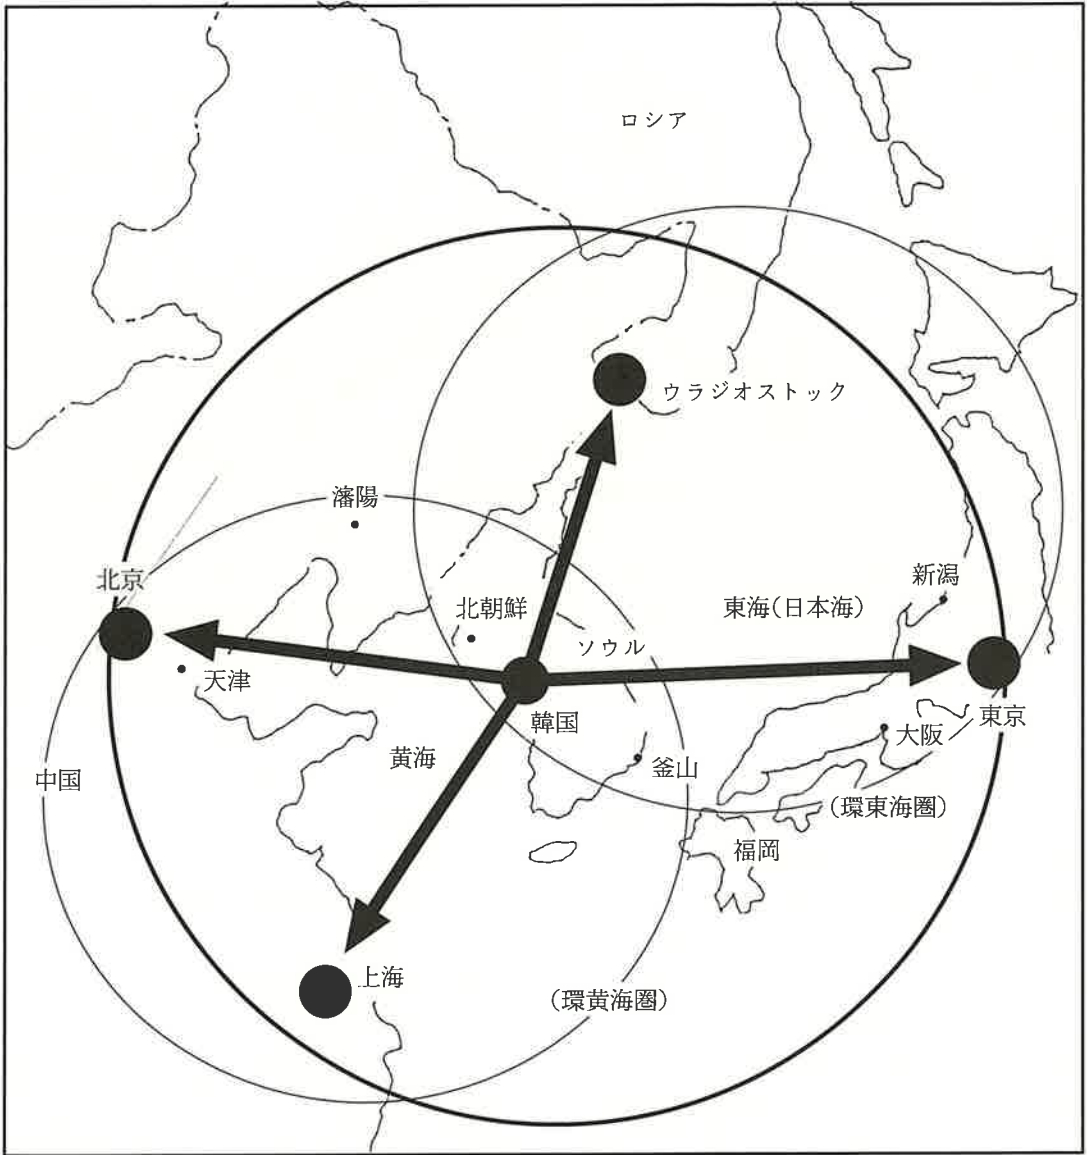 ロシア
ウラジオストック
瀋陽
北京
新潟
北朝鮮
東海(日本海)
ソウル
天津
韓国
東京
大阪
黄海
釜山
中国
(環東海圏)
福岡
上海
(環黄海圏)